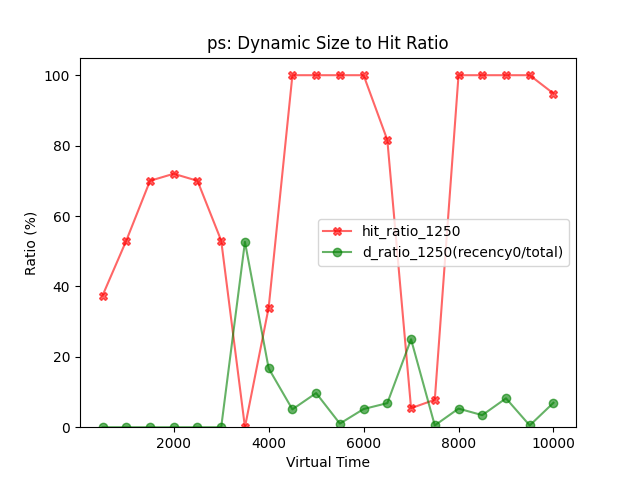 ps: Dynamic Size to Hit Ratio
100
80
60
40
20
0
Ratio (%)
hit_ratio_1250
d_ratio_1250(recency0/total)
2000 4000 6000 8000 10000
Virtual Time